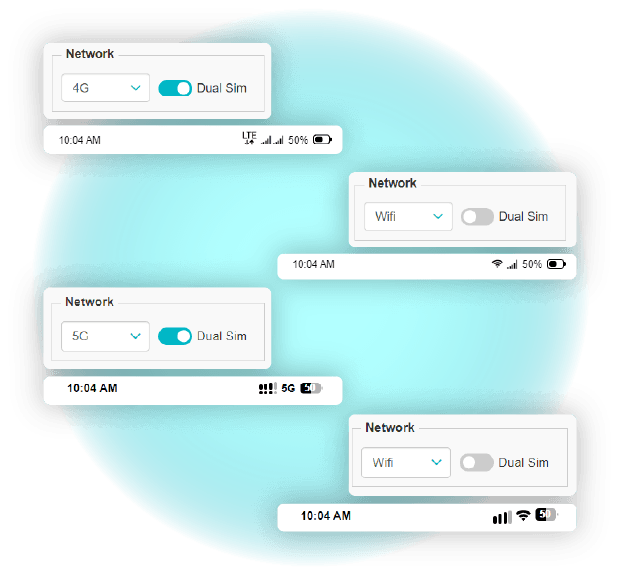 Network
4G Dual Sim
10:04 AM LTE 50%
Network
Wifi Dual Sim
10:04 AM 50%
Network
5G Dual Sim
10:04 AM 5G 50
Network
Wifi Dual Sim
10:04 AM 50